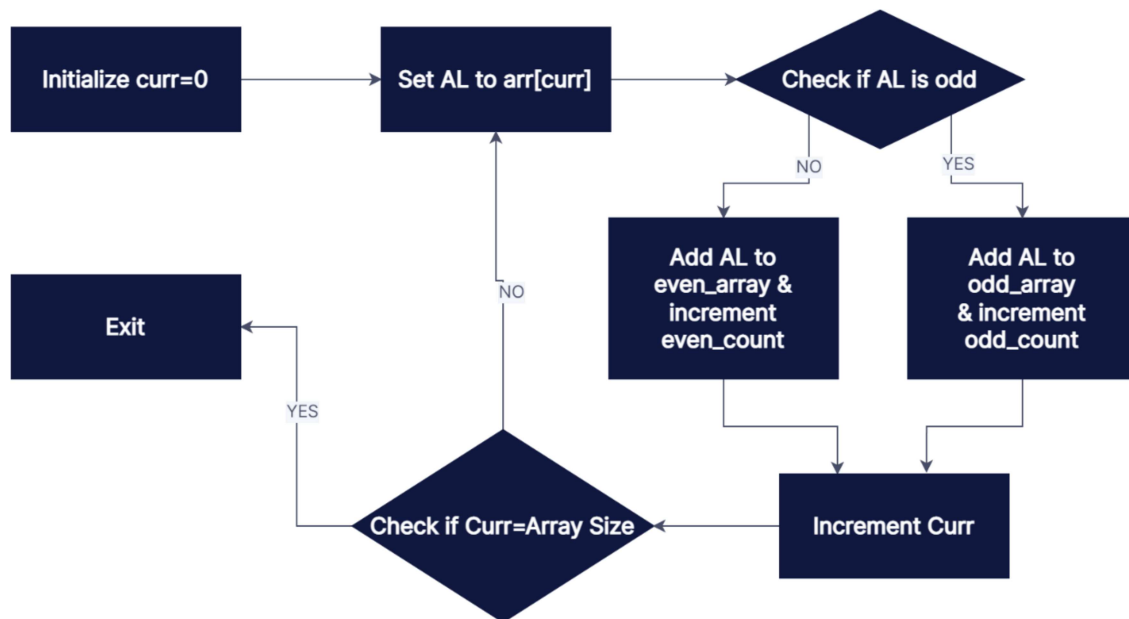 Initialize curr=0
Set AL to arr[curr]
Check if AL is odd
NO
YES
Add AL to
even_array &
increment
even_count
Add AL to
odd_array
& increment
odd_count
Exit
NO
YES
Check if Curr=Array Size
Increment Curr